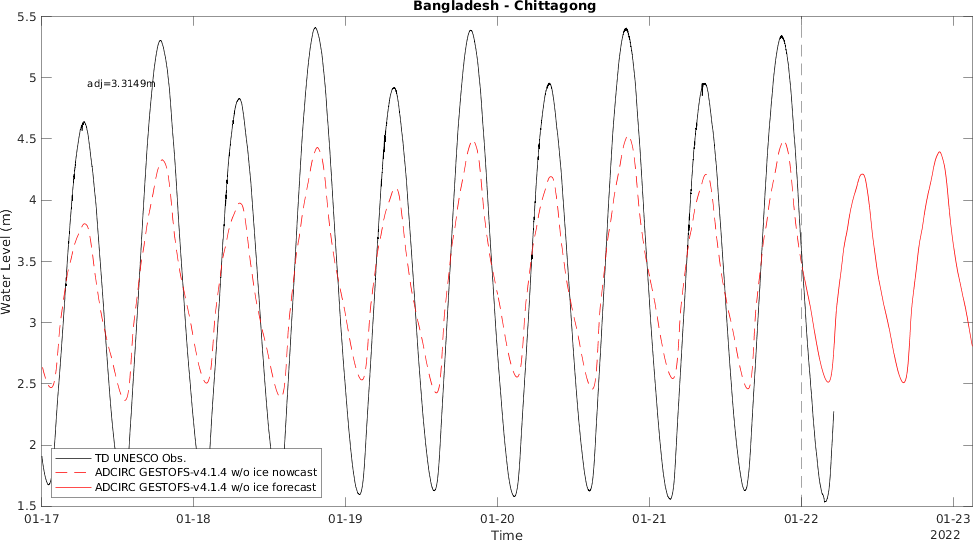 Bangladesh - Chittagong
adj=3.3149m
5.5
5
4.5
4
3.5
3
2.5
2
1.5
Water Level (m)
TD UNESCO Obs.
ADCIRC GESTOFS-v4.1.4 w/o ice nowcast
ADCIRC GESTOFS-v4.1.4 w/o ice forecast
01-17 01-18 01-19 01-20 01-21 01-22 01-23
Time
2022